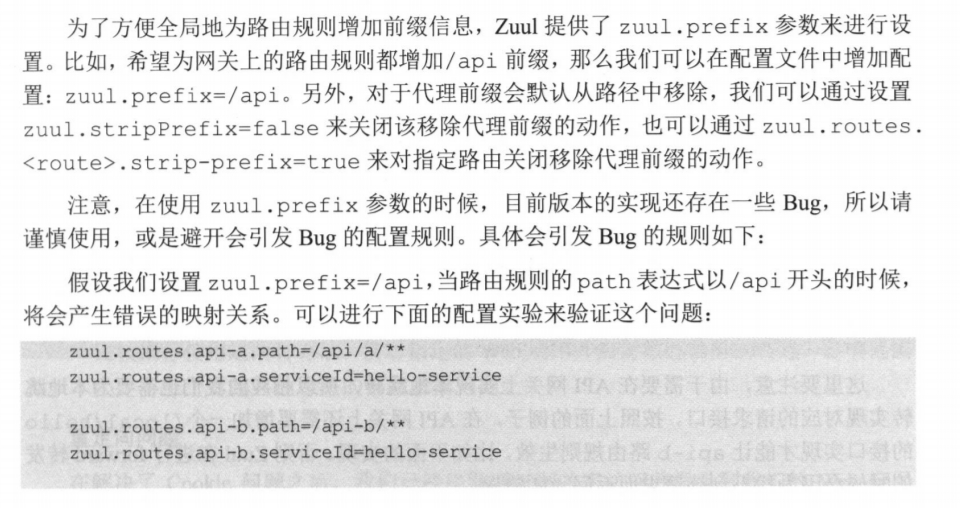 为了方便全局地为路由规则增加前缀信息，Zuul 提供了 zuul.prefix 参数来进行设
置。比如，希望为网关上的路由规则都增加/api 前缀，那么我们可以在配置文件中增加配
置：zuul.prefix=/api。另外，对于代理前缀会默认从路径中移除，我们可以通过设置
zuul.stripPrefix=false 来关闭该移除代理前缀的动作，也可以通过 zuul.routes.
<route>.strip-prefix=true 来对指定路由关闭移除代理前缀的动作。
注意，在使用 zuul.prefix 参数的时候，目前版本的实现还存在一些 Bug，所以请
谨慎使用，或是避开会引发 Bug 的配置规则。具体会引发 Bug 的规则如下：
假设我们设置 zuul.prefix=/api，当路由规则的 path 表达式以/api 开头的时候，
将会产生错误的映射关系。可以进行下面的配置实验来验证这个问题：
zuul.routes.api-a.path=/api/a/**
zuul.routes.api-a.serviceId=hello-service
zuul.routes.api-b.path=/api-b/**
zuul.routes.api-b.serviceId=hello-service